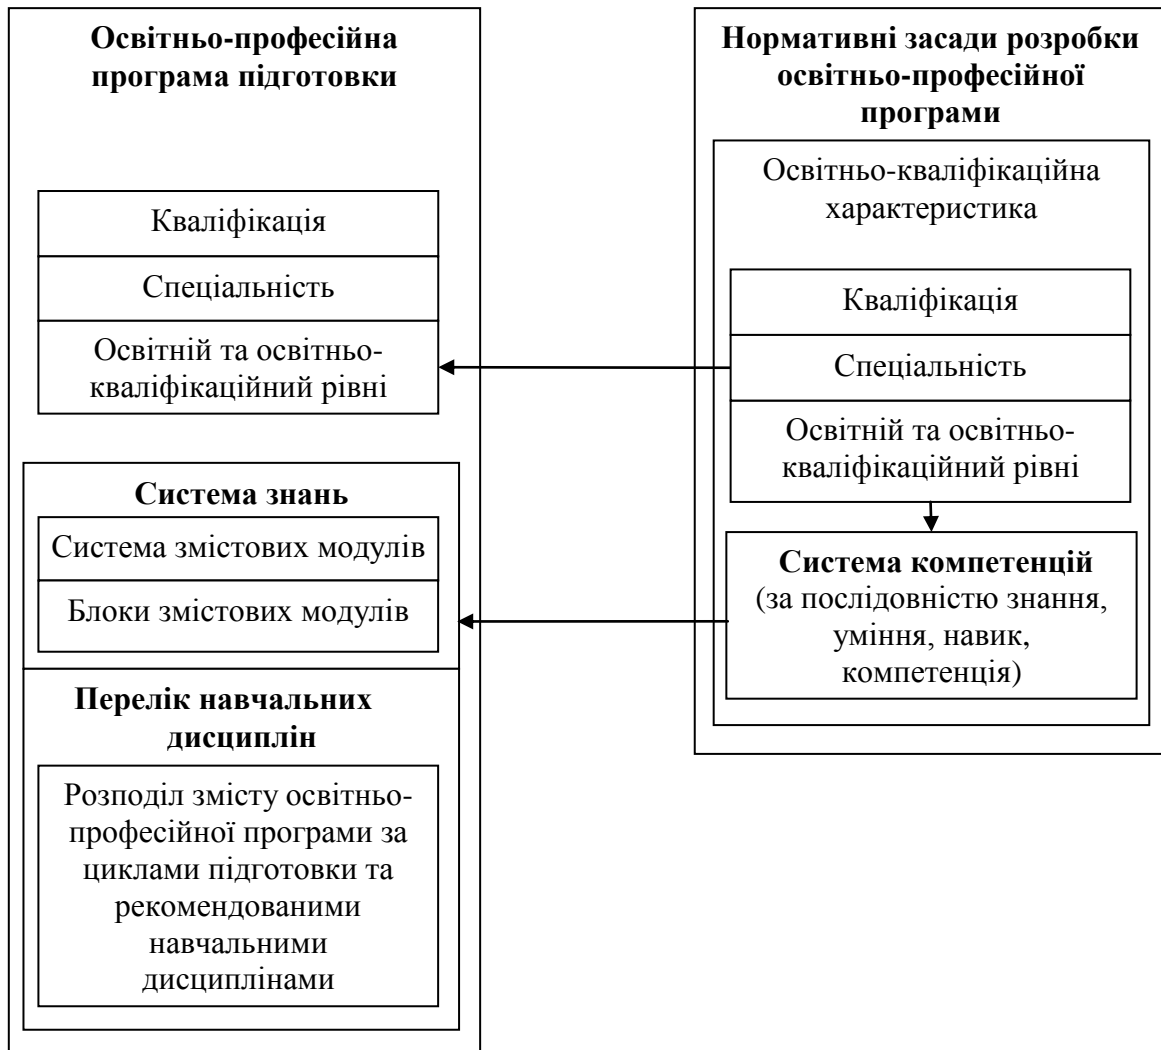 Освітньо-професійна
програма підготовки
Кваліфікація
Спеціальність
Освітній та освітньо-
кваліфікаційний рівні
Система знань
Система змістових модулів
Блоки змістових модулів
Перелік навчальних
дисциплін
Розподіл змісту освітньо-
професійної програми за
циклами підготовки та
рекомендованими
навчальними
дисциплінами
Нормативні засади розробки
освітньо-професійної
програми
Освітньо-кваліфікаційна
характеристика
Кваліфікація
Спеціальність
Освітній та освітньо-
кваліфікаційний рівні
Система компетенцій
(за послідовністю знання,
уміння, навик,
компетенція)